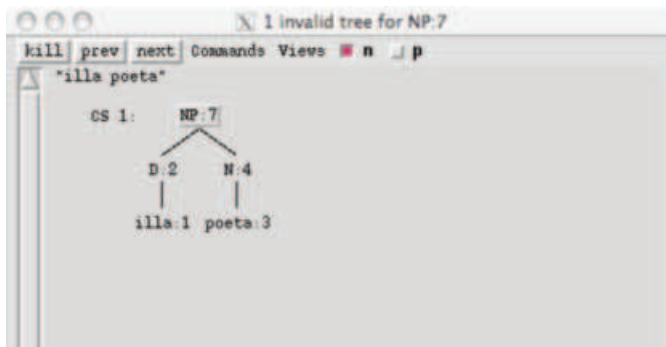 1 invalid tree for NP:7
kill prev next Commands Views n p
"illa poeta"
CS 1: NP:7
D:2 N:4
illa:1 poeta:3